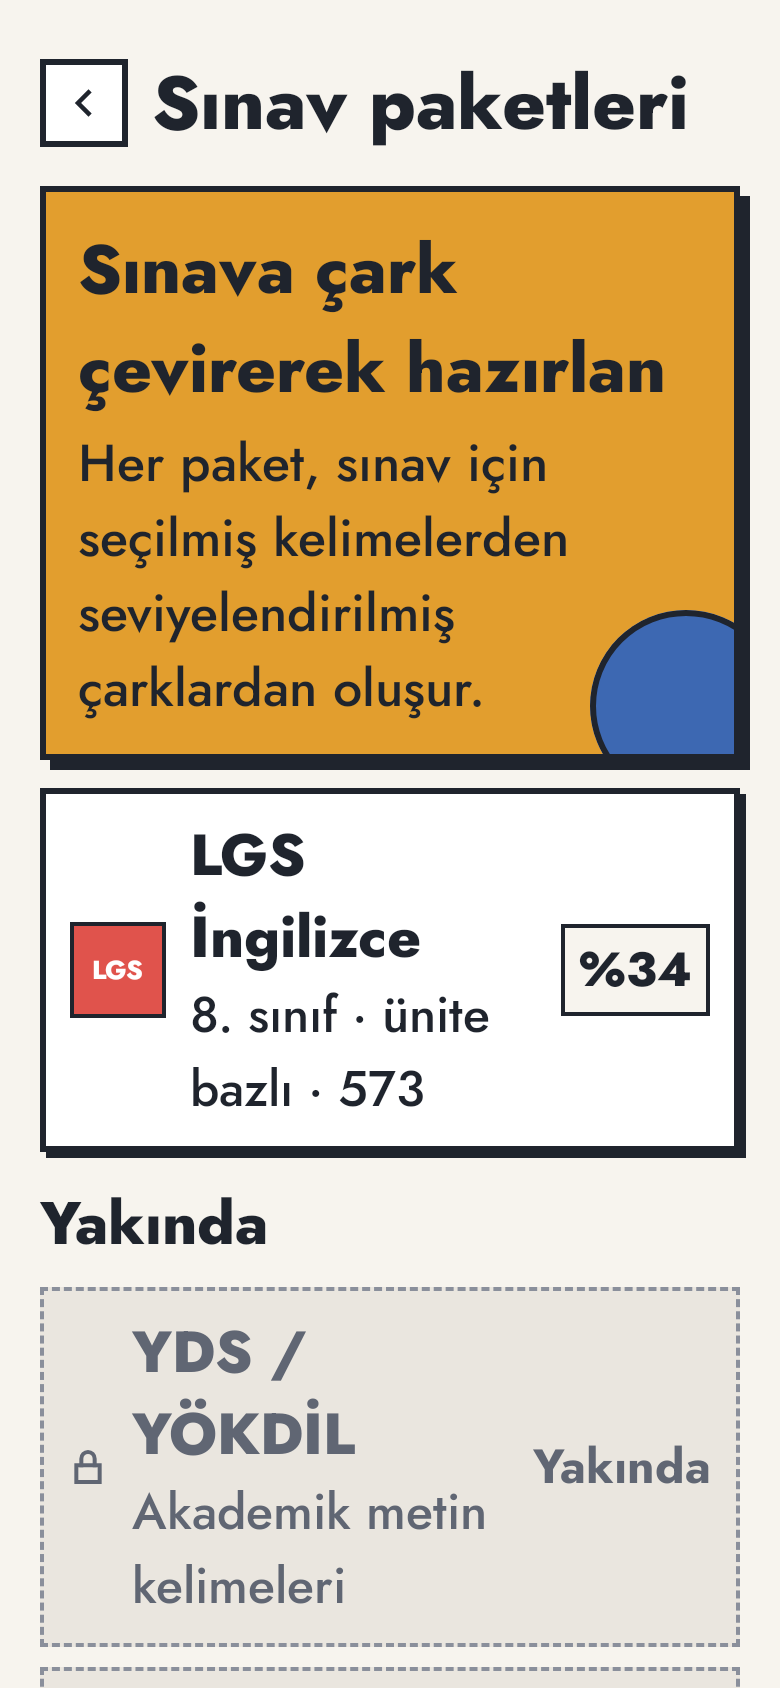 Sınav paketleri
Sınava çark
çevirerek hazırlan
Her paket, sınav için
seçilmiş kelimelerden
seviyelendirilmiş
çarklardan oluşur.
LGS
LGS
İngilizce
8. sınıf · ünite
bazlı · 573
%34
Yakında
YDS /
YÖKDİL
Akademik metin
kelimeleri
Yakında